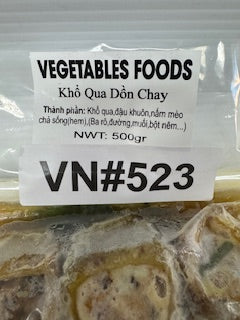 VEGETABLES FOODS
Khổ Qua Dồn Chay
Thành phần: Khổ qua,đậu khuôn,nấm mèo
chả sống(hem),(Ba rô,đường,muối,bột nêm...)
NWT: 500gr
VN#523